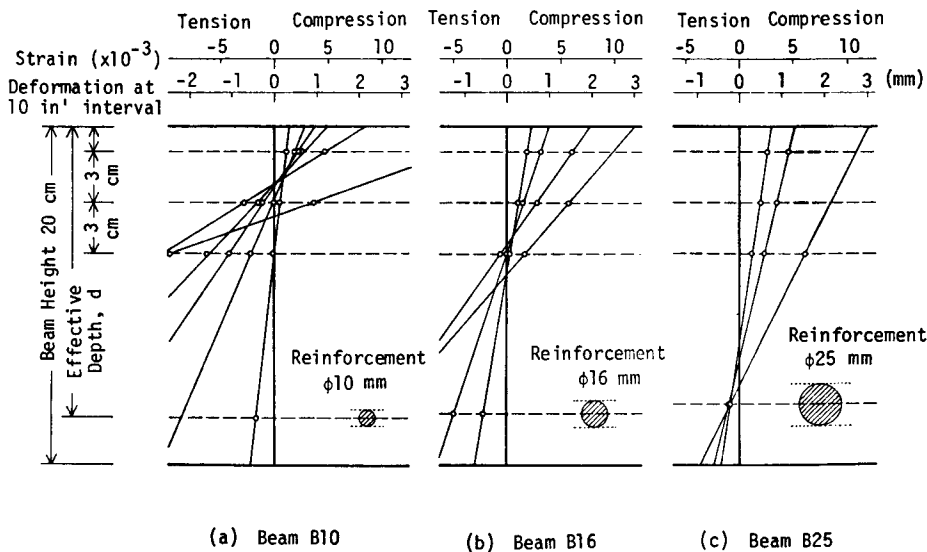 Tension Compression Tension Compression Tension Compression
Strain (x10⁻³) -5 0 5 10 -5 0 5 10 -5 0 5 10
Deformation at 10 in' interval -2 -1 0 1 2 3 -1 0 1 2 3 -1 0 1 2 3 (mm)
Beam Height 20 cm
Effective Depth, d
3 cm
3 cm
Reinforcement
φ10 mm
Reinforcement
φ16 mm
Reinforcement
φ25 mm
(a) Beam B10 (b) Beam B16 (c) Beam B25